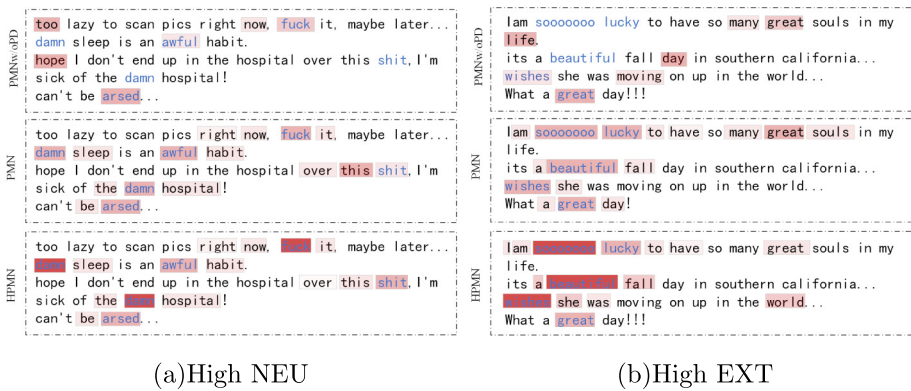 PMNw/oPD
too lazy to scan pics right now, fuck it, maybe later...
damn sleep is an awful habit.
hope I don't end up in the hospital over this shit,I'm
sick of the damn hospital!
can't be arsed...
PMN
too lazy to scan pics right now, fuck it, maybe later...
damn sleep is an awful habit.
hope I don't end up in the hospital over this shit,I'm
sick of the damn hospital!
can't be arsed...
HPMN
too lazy to scan pics right now, fuck it, maybe later...
damn sleep is an awful habit.
hope I don't end up in the hospital over this shit,I'm
sick of the damn hospital!
can't be arsed...
(a)High NEU
PMNw/oPD
Iam sooooooo lucky to have so many great souls in my
life.
its a beautiful fall day in southern california...
wishes she was moving on up in the world...
What a great day!!!
PMN
Iam sooooooo lucky to have so many great souls in my
life.
its a beautiful fall day in southern california...
wishes she was moving on up in the world...
What a great day!
HPMN
Iam sooooooo lucky to have so many great souls in my
life.
its a beautiful fall day in southern california...
wishes she was moving on up in the world...
What a great day!!!
(b)High EXT